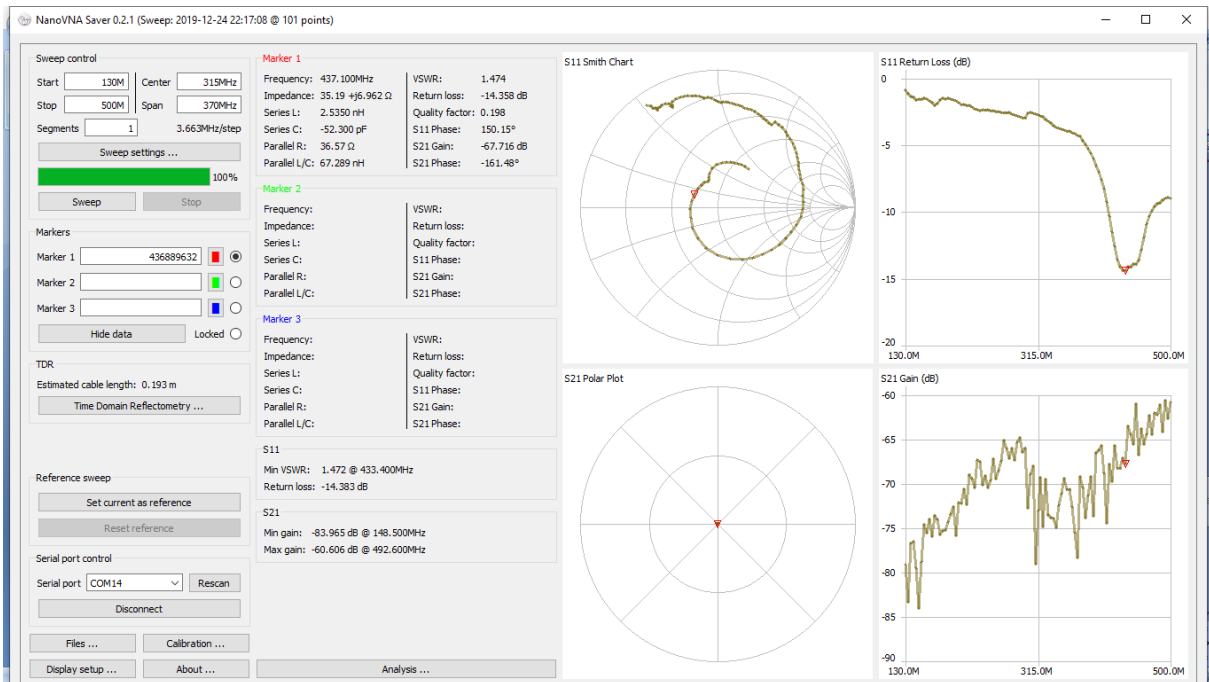 NanoVNA Saver 0.2.1 (Sweep: 2019-12-24 22:17:08 @ 101 points)
Sweep control
Start 130M Center 315MHz
Stop 500M Span 370MHz
Segments 1 3.663MHz/step
Sweep settings ...
100%
Sweep Stop
Markers
Marker 1 436889632
Marker 2
Marker 3
Hide data Locked
TDR
Estimated cable length: 0.193 m
Time Domain Reflectometry ...
Reference sweep
Set current as reference
Reset reference
Serial port control
Serial port COM14 Rescan
Disconnect
Files ... Calibration ...
Display setup ... About ...
Marker 1
Frequency: 437.100MHz VSWR: 1.474
Impedance: 35.19 +j6.962 Ω Return loss: -14.358 dB
Series L: 2.5350 nH Quality factor: 0.198
Series C: -52.300 pF S11 Phase: 150.15°
Parallel R: 36.57 Ω S21 Gain: -67.716 dB
Parallel L/C: 67.289 nH S21 Phase: -161.48°
Marker 2
Frequency: VSWR:
Impedance: Return loss:
Series L: Quality factor:
Series C: S11 Phase:
Parallel R: S21 Gain:
Parallel L/C: S21 Phase:
Marker 3
Frequency: VSWR:
Impedance: Return loss:
Series L: Quality factor:
Series C: S11 Phase:
Parallel R: S21 Gain:
Parallel L/C: S21 Phase:
S11
Min VSWR: 1.472 @ 433.400MHz
Return loss: -14.383 dB
S21
Min gain: -83.965 dB @ 148.500MHz
Max gain: -60.606 dB @ 492.600MHz
Analysis ...
S11 Smith Chart
S11 Return Loss (dB)
0
-5
-10
-15
-20
130.0M 315.0M 500.0M
S21 Polar Plot
S21 Gain (dB)
-60
-65
-70
-75
-80
-85
-90
130.0M 315.0M 500.0M